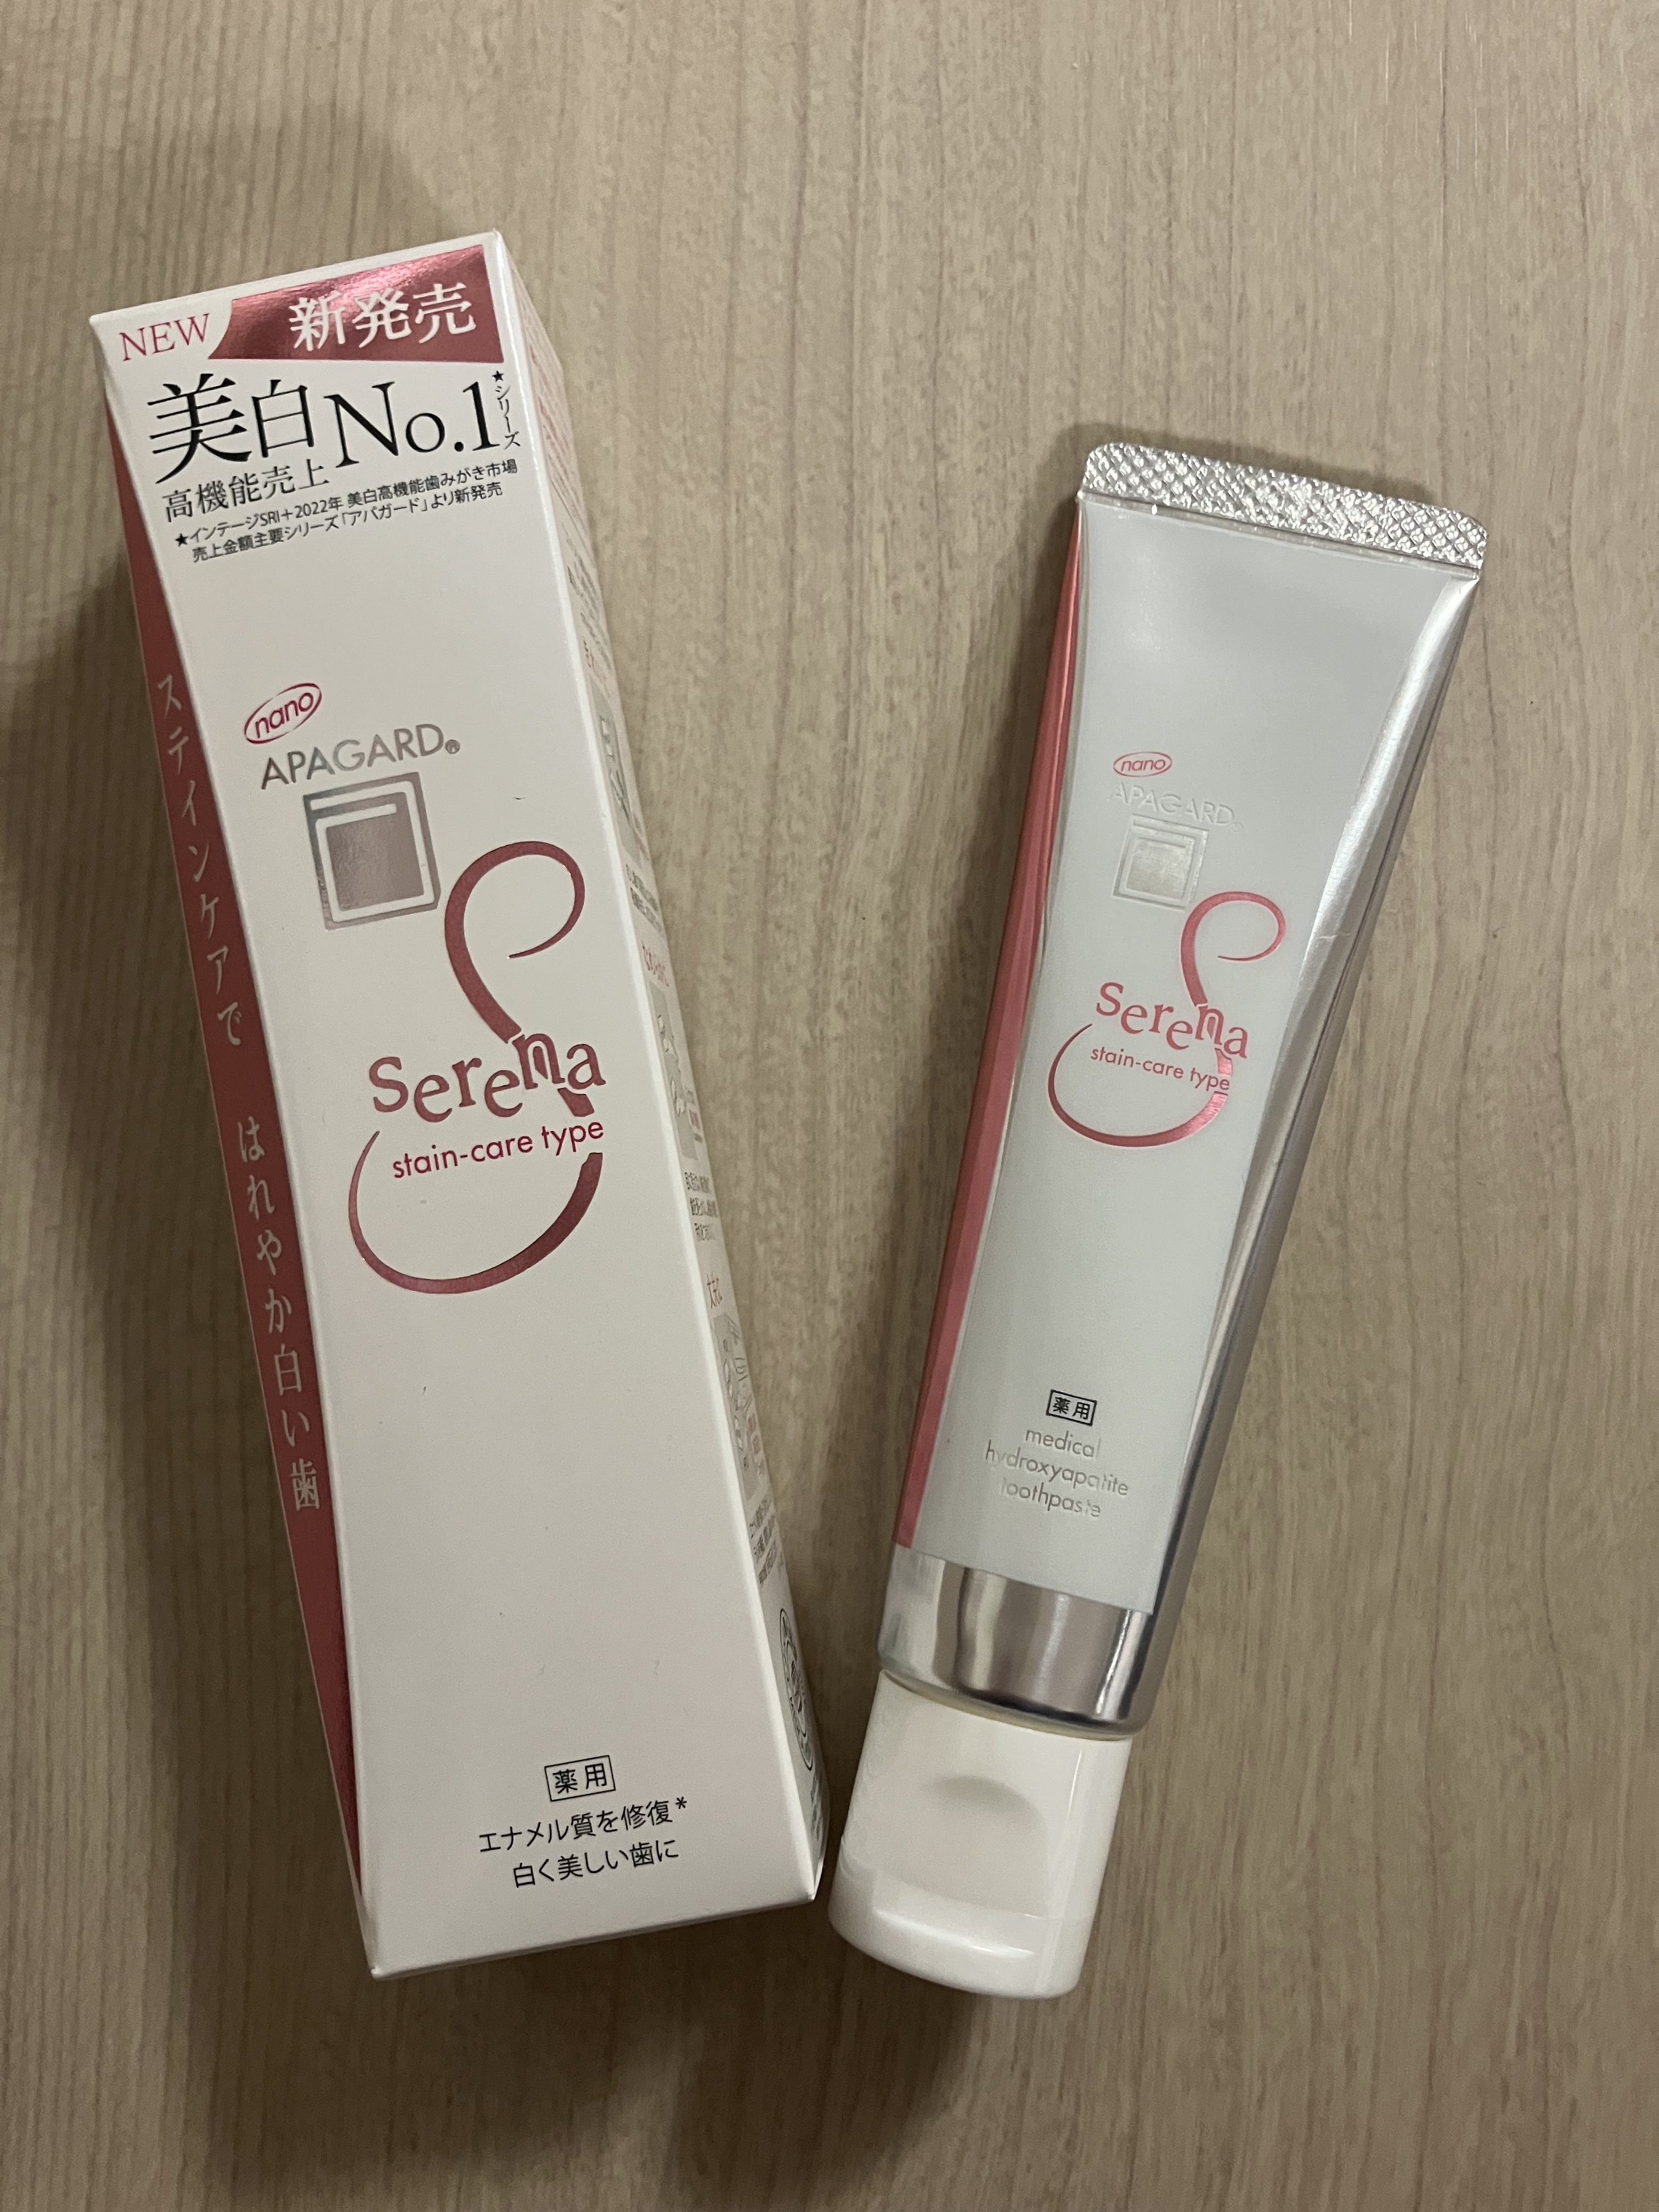 NEW
新発売
美白No.1
★シリーズ
高機能売上
★インテージSRI+2022年 美白高機能歯みがき市場
売上金額主要シリーズ「アパガード」より新発売
ステインケアで はれやか白い歯
nano
APAGARD®
Serena
stain-care type
薬用
エナメル質を修復*
白く美しい歯に
nano
APAGARD®
Serena
stain-care type
薬用
medical
hydroxyapatite
toothpaste